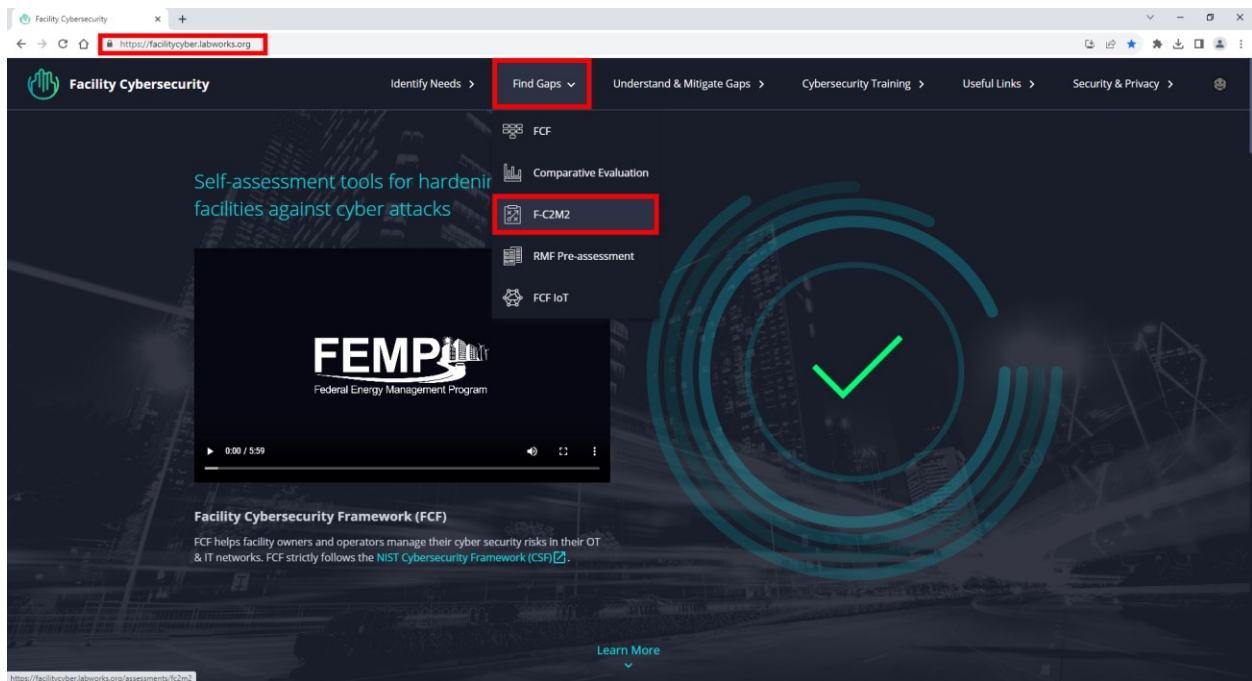 Facility Cybersecurity
https://facilitycyber.labworks.org
Facility Cybersecurity
Identify Needs
Find Gaps
Understand & Mitigate Gaps
Cybersecurity Training
Useful Links
Security & Privacy
FCF
Comparative Evaluation
F-C2M2
RMF Pre-assessment
FCF IoT
Self-assessment tools for hardenin
facilities against cyber attacks
FEMP
Federal Energy Management Program
0:00 / 5:59
Facility Cybersecurity Framework (FCF)
FCF helps facility owners and operators manage their cyber security risks in their OT
& IT networks. FCF strictly follows the NIST Cybersecurity Framework (CSF) .
Learn More
https://facilitycyber.labworks.org/assessments/fc2m2